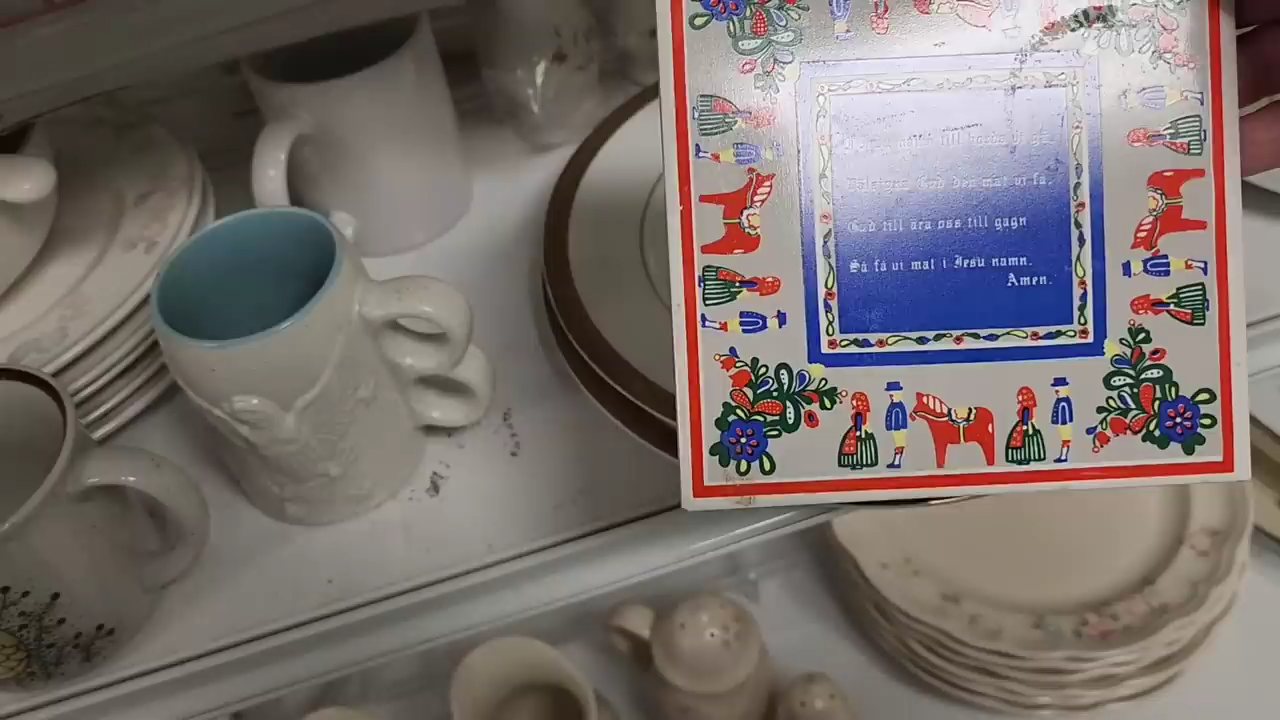 till bords vi gå
Välsigna Gud den mat vi få.
Gud till ära oss till gagn
Så få vi mat i Jesu namn.
Amen.